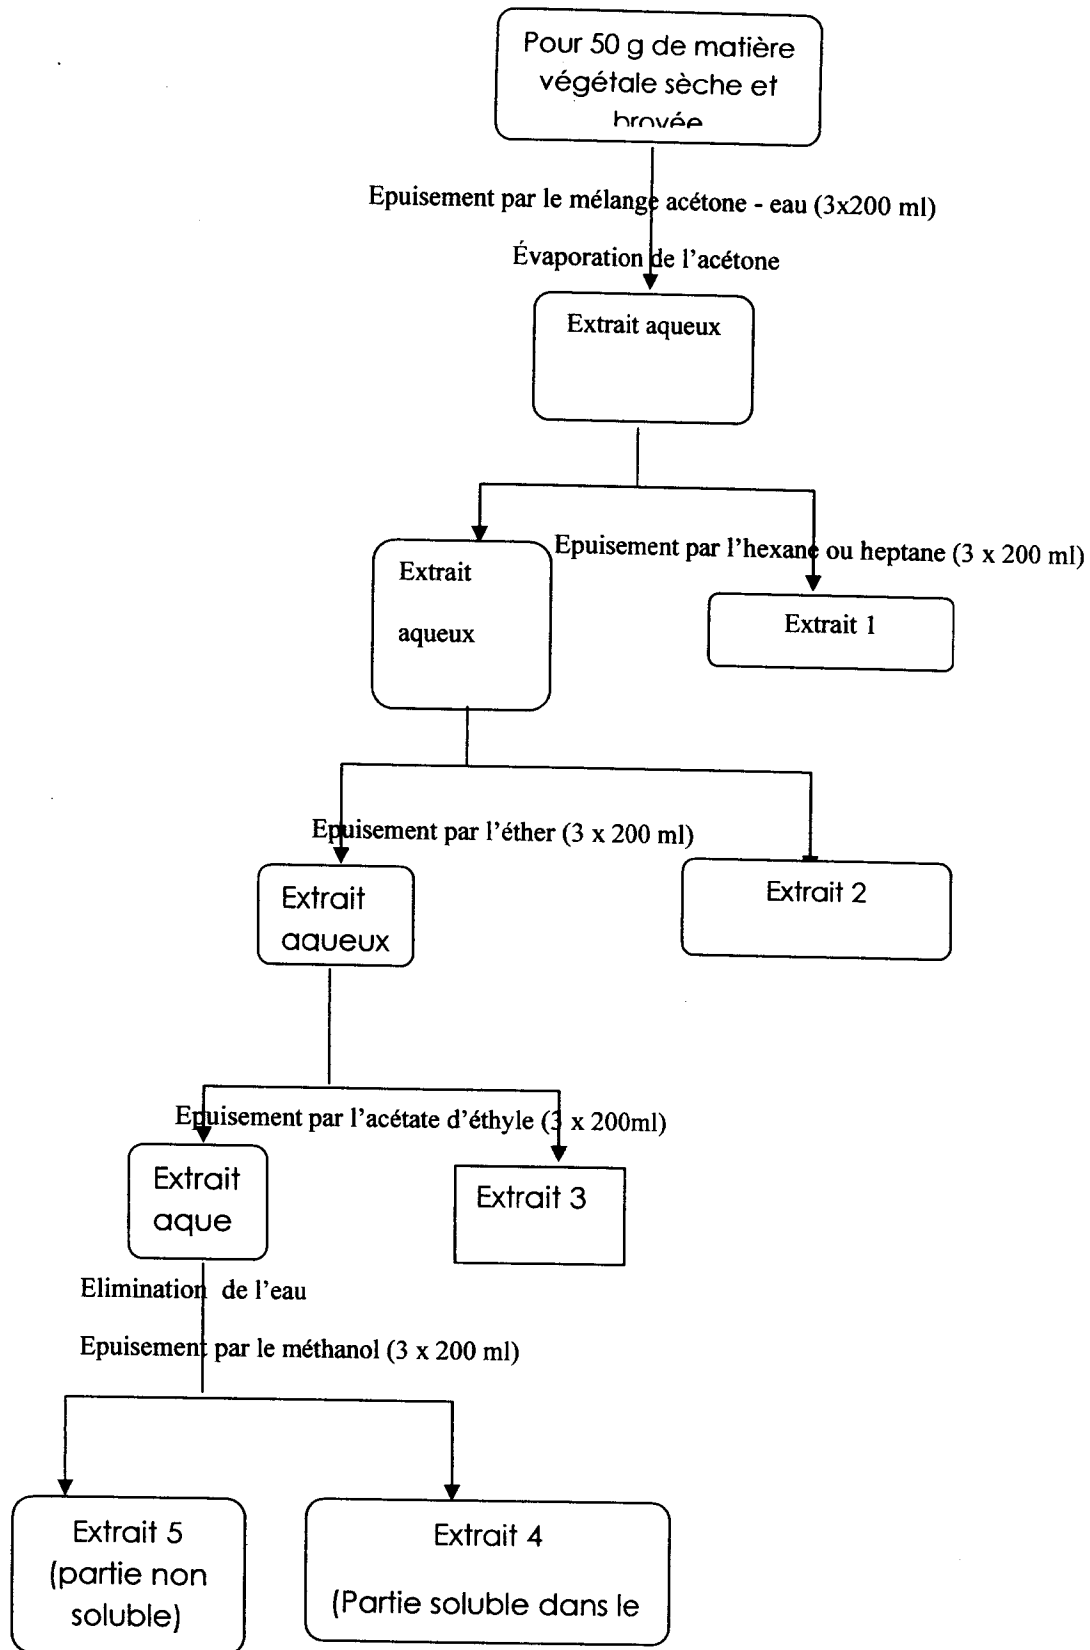 Pour 50 g de matière
végétale sèche et
broyée
Epuisement par le mélange acétone - eau (3x200 ml)
Évaporation de l'acétone
Extrait aqueux
Epuisement par l'hexane ou heptane (3 x 200 ml)
Extrait
aqueux
Extrait 1
Epuisement par l'éther (3 x 200 ml)
Extrait
aqueux
Extrait 2
Epuisement par l'acétate d'éthyle (3 x 200ml)
Extrait
aque
Extrait 3
Elimination de l'eau
Epuisement par le méthanol (3 x 200 ml)
Extrait 5
(partie non
soluble)
Extrait 4
(Partie soluble dans le